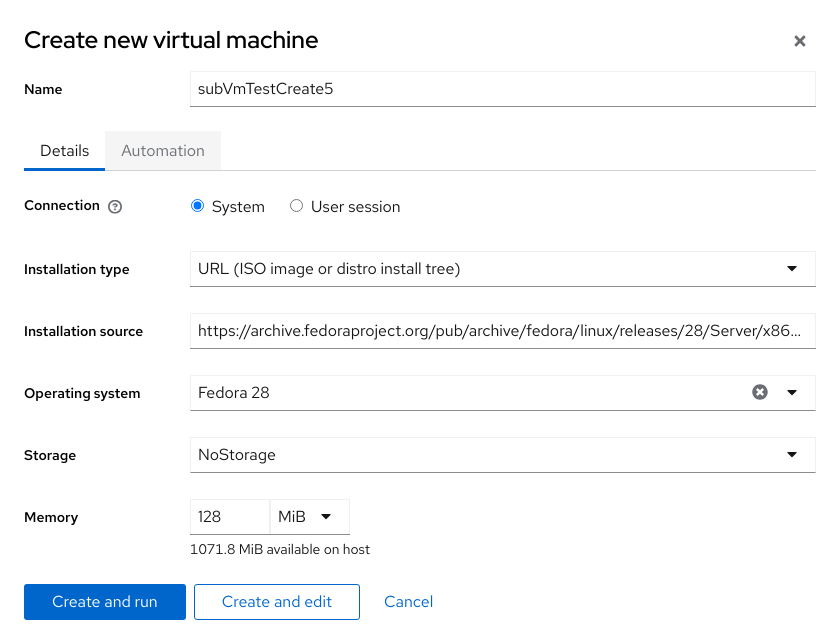 Create new virtual machine
Name
subVmTestCreate5
Details
Automation
Connection
System
User session
Installation type
URL (ISO image or distro install tree)
Installation source
https://archive.fedoraproject.org/pub/archive/fedora/linux/releases/28/Server/x86...
Operating system
Fedora 28
Storage
NoStorage
Memory
128
MiB
1071.8 MiB available on host
Create and run
Create and edit
Cancel